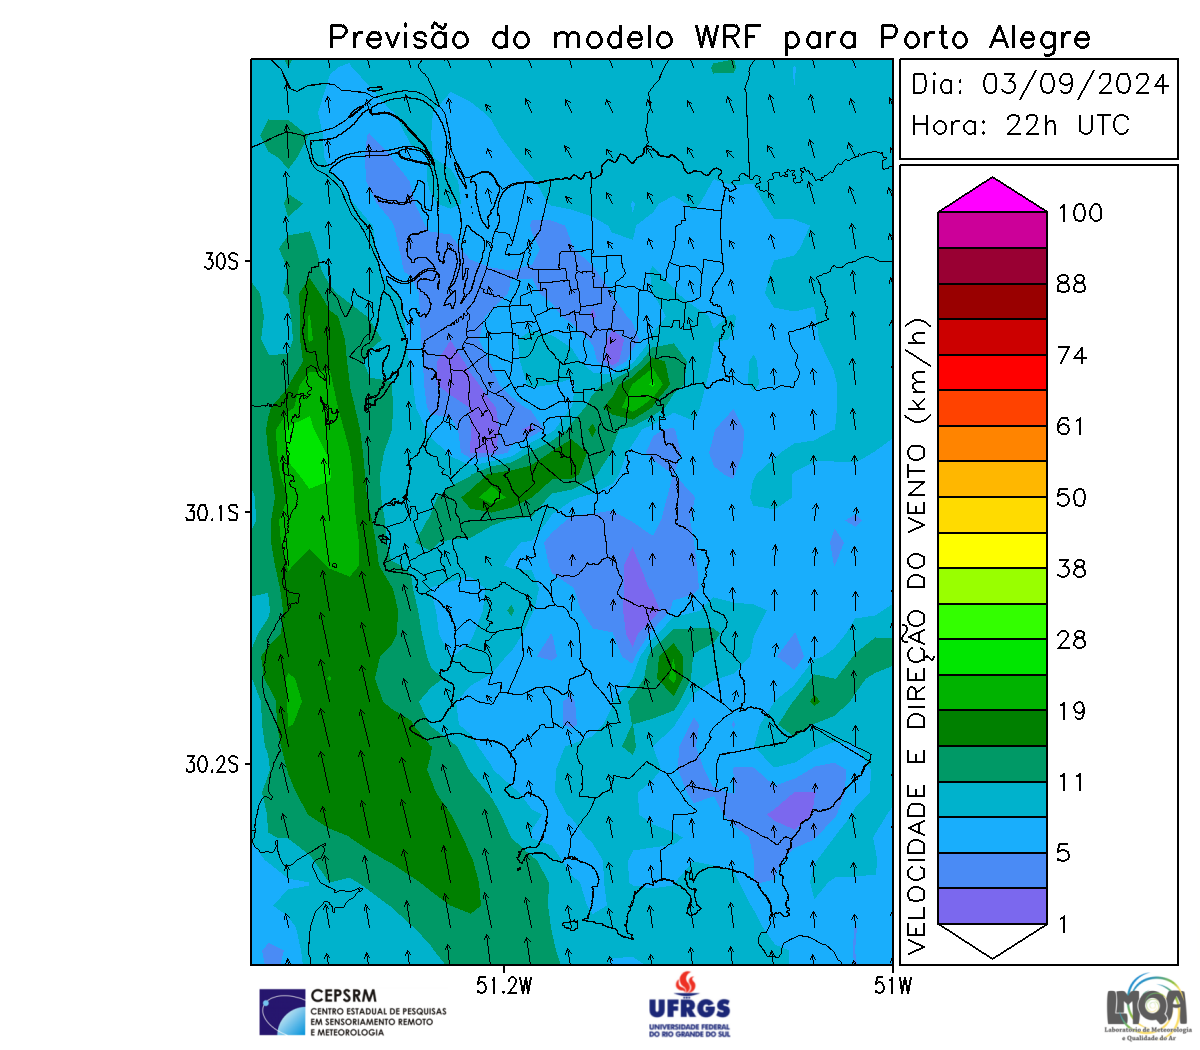 Previsão do modelo WRF para Porto Alegre
Dia: 03/09/2024
Hora: 22h UTC
30S
30.1S
30.2S
51.2W
51W
VELOCIDADE E DIREÇÃO DO VENTO (km/h)
100
88
74
61
50
38
28
19
11
5
1
CEPSRM
CENTRO ESTADUAL DE PESQUISAS
EM SENSORIAMENTO REMOTO
E METEOROLOGIA
UFRGS
UNIVERSIDADE FEDERAL
DO RIO GRANDE DO SUL
LMQA
Laboratório de Meteorologia
e Qualidade do Ar